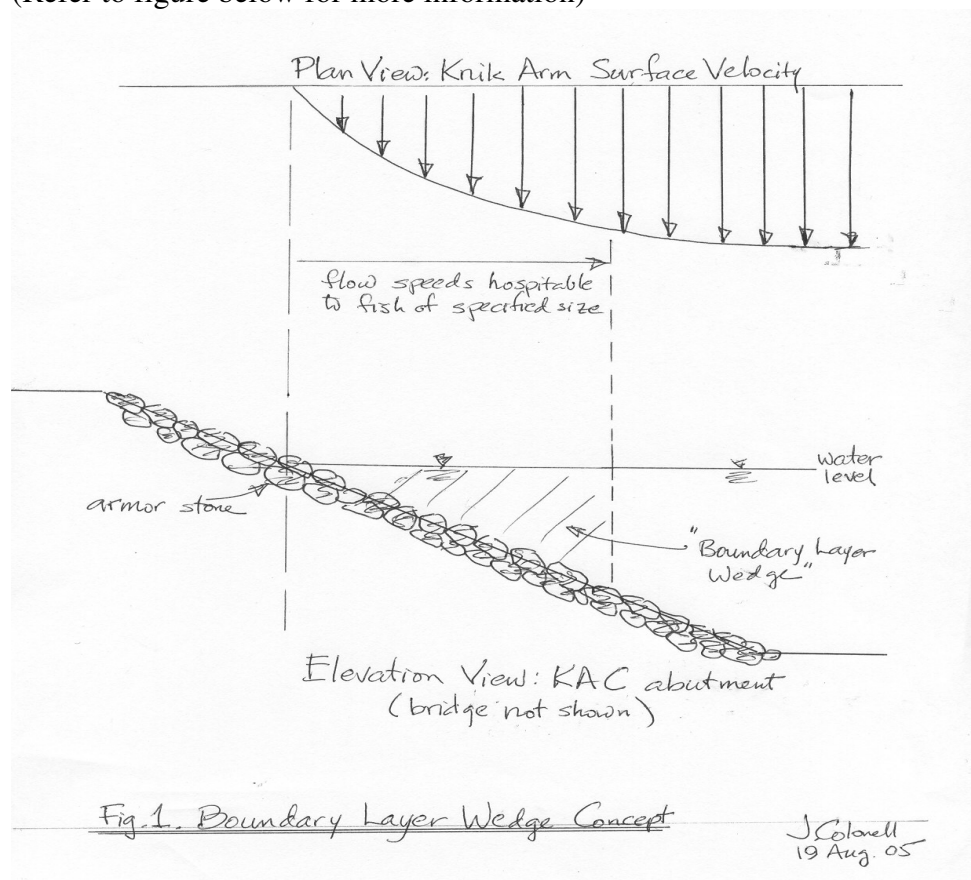 (Refer to figure below for more information)
Plan View: Knik Arm Surface Velocity
flow speeds hospitable
to fish of specified size
water
level
armor stone
"Boundary Layer
Wedge"
Elevation View: KAC abutment
(bridge not shown)
Fig. 1. Boundary Layer Wedge Concept
J Colonell
19 Aug. 05